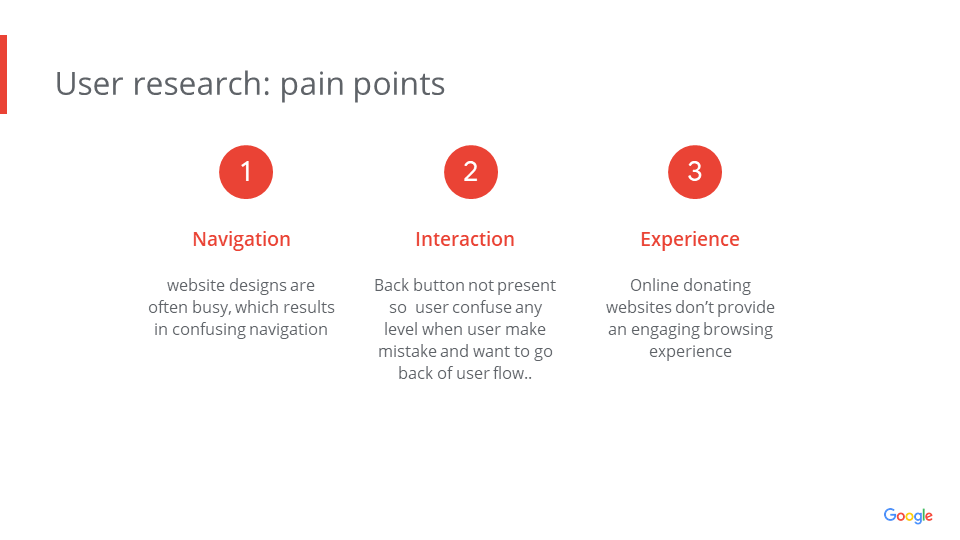 User research: pain points
1
2
3
Navigation
Interaction
Experience
website designs are
often busy, which results
in confusing navigation
Back button not present
so  user confuse any
level when user make
mistake and want to go
back of user flow..
Online donating
websites don’t provide
an engaging browsing
experience
Google